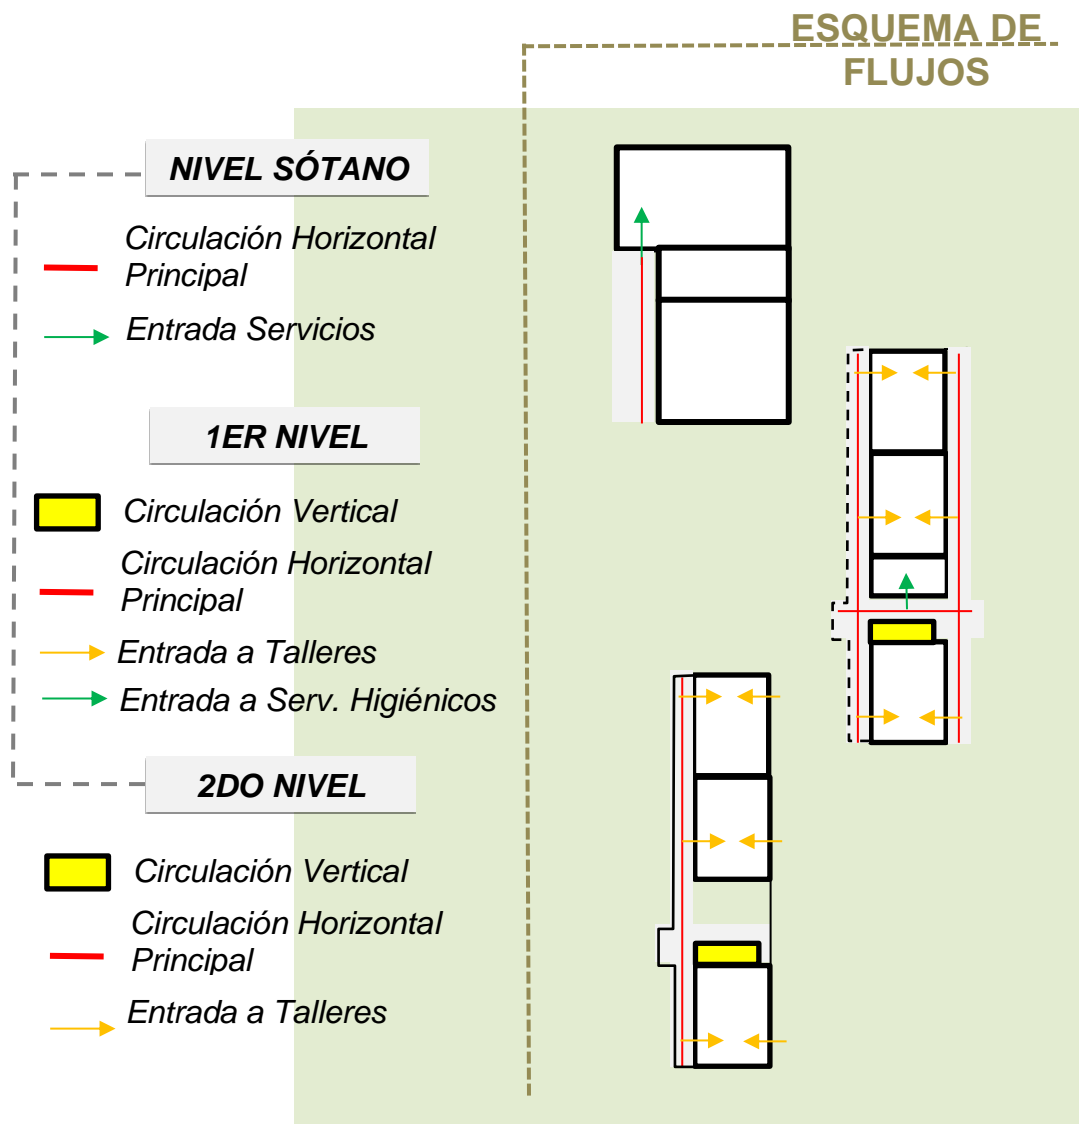 ESQUEMA DE
FLUJOS
NIVEL SÓTANO
Circulación Horizontal
Principal
Entrada Servicios
1ER NIVEL
Circulación Vertical
Circulación Horizontal
Principal
Entrada a Talleres
Entrada a Serv. Higiénicos
2DO NIVEL
Circulación Vertical
Circulación Horizontal
Principal
Entrada a Talleres